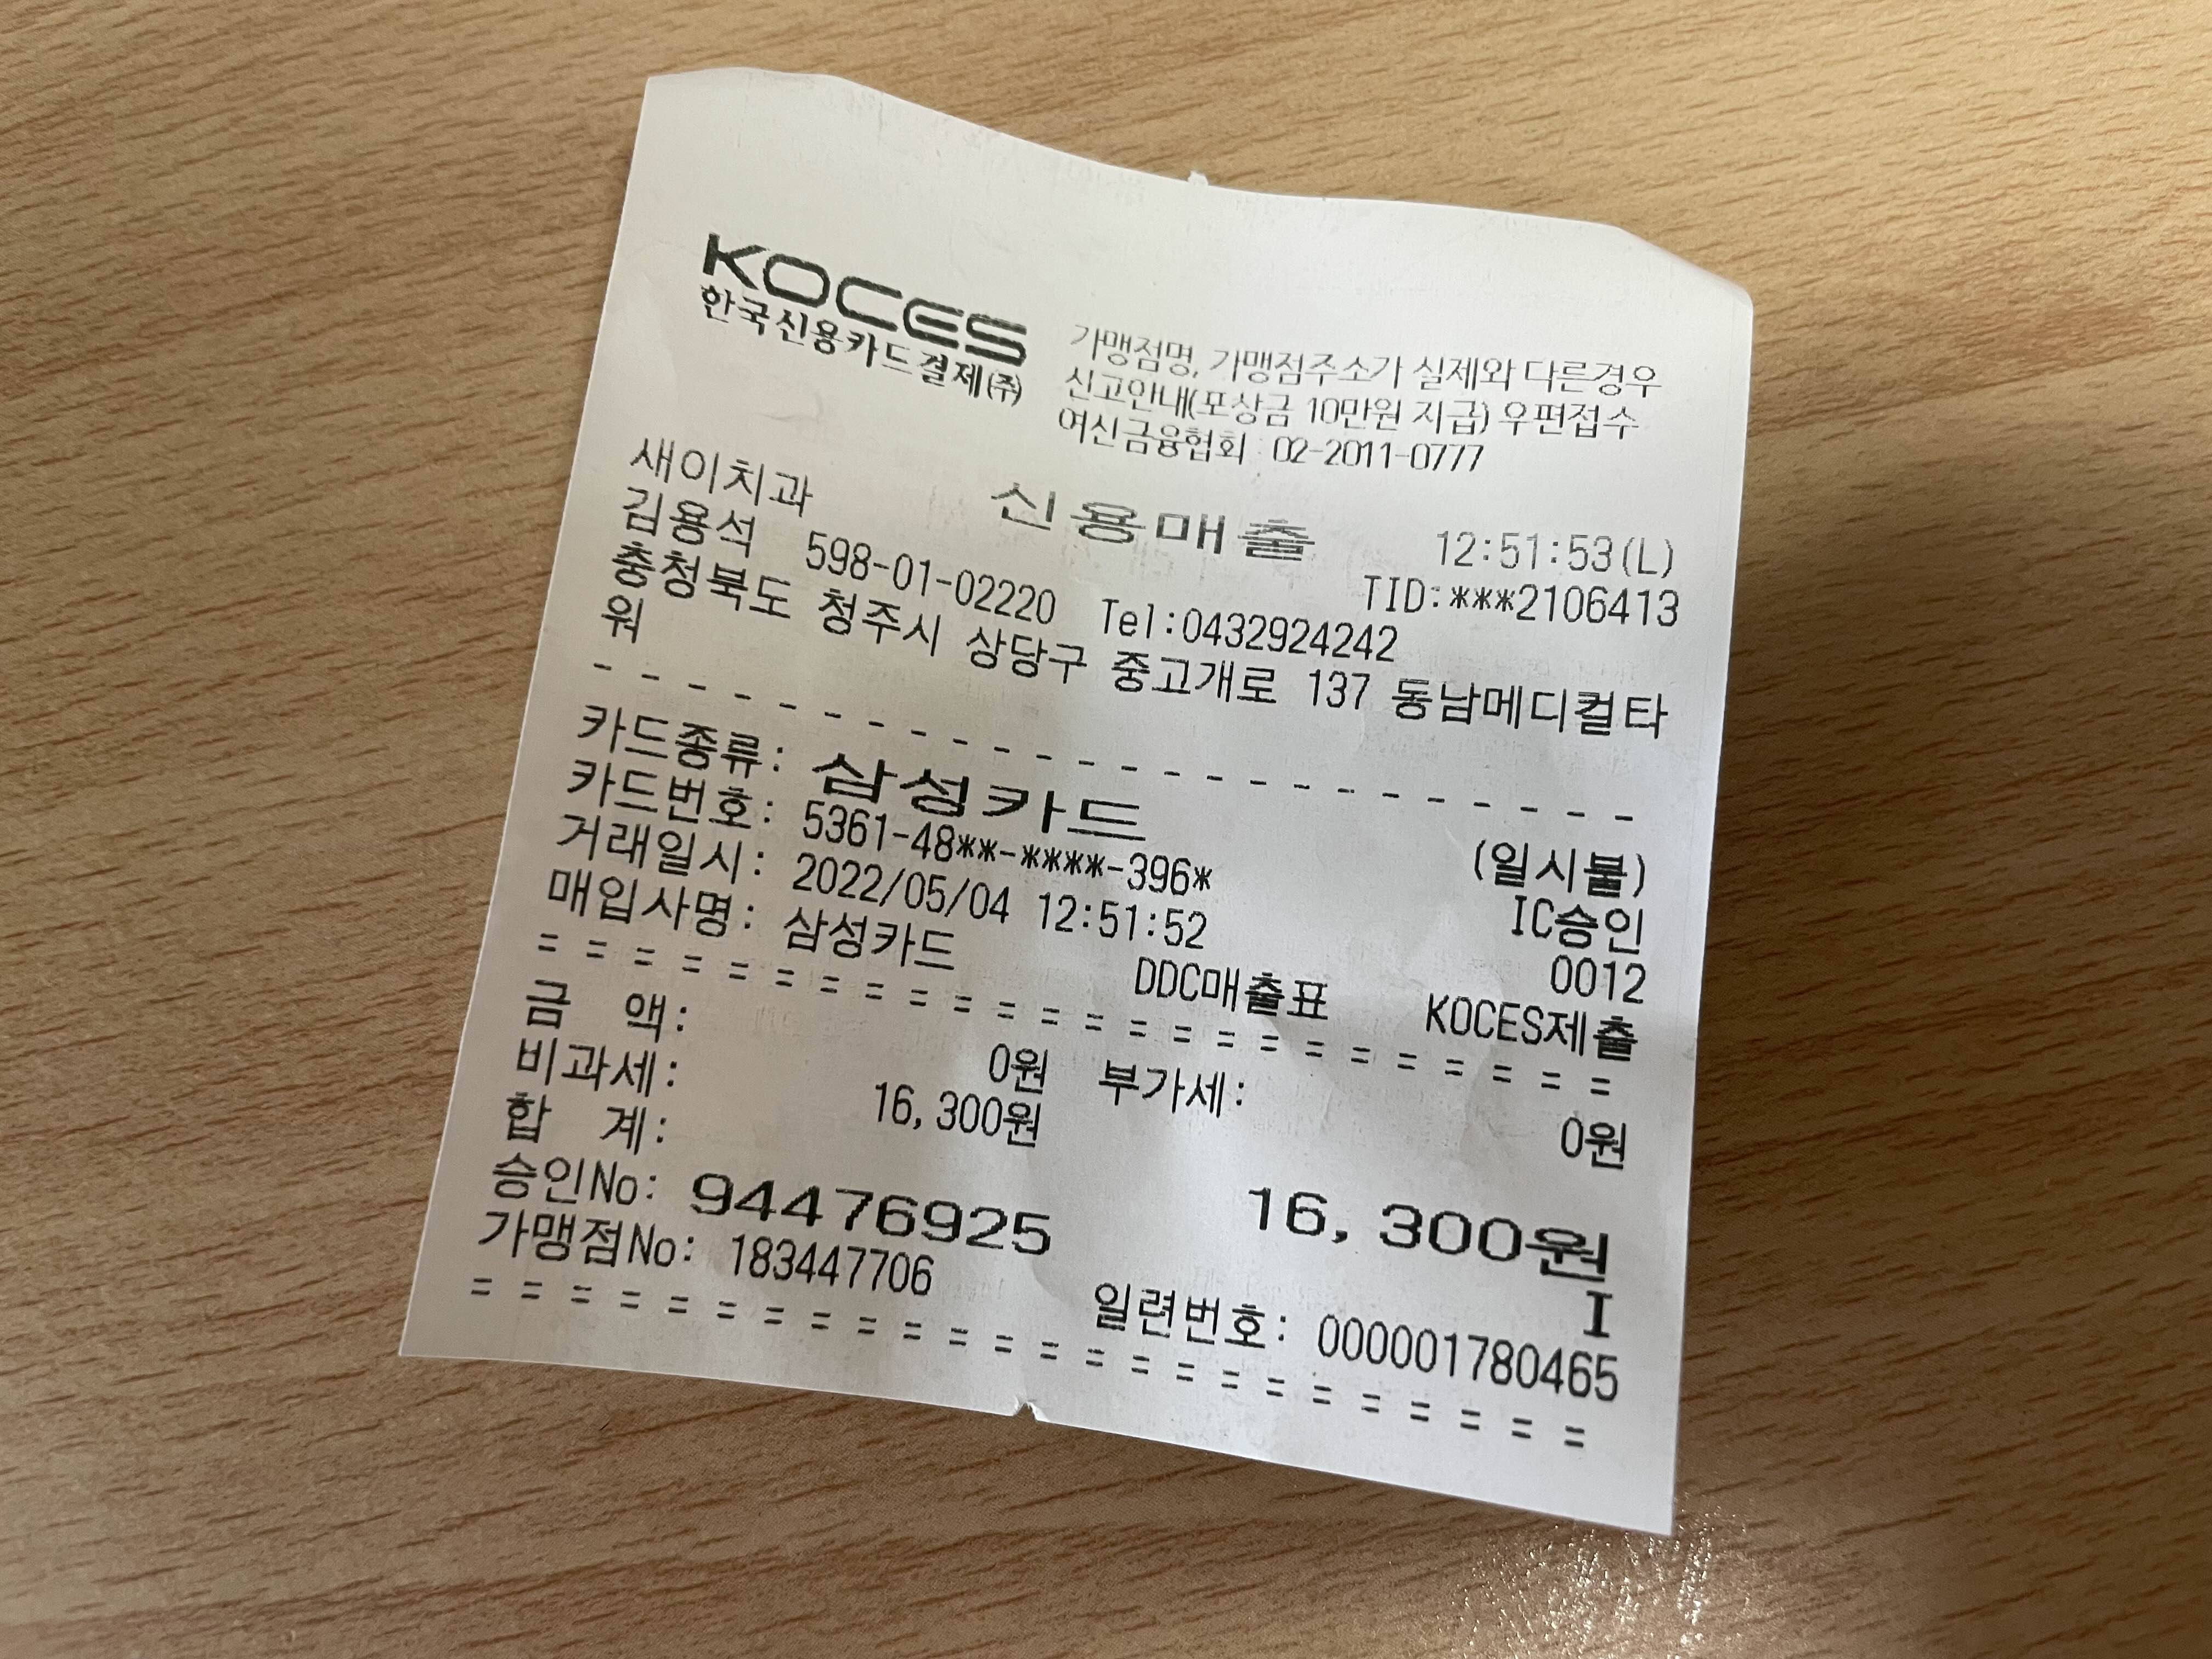 KOCES
한국신용카드결제(주)
가맹점명, 가맹점주소가 실제와 다른경우
신고안내(포상금 10만원 지급) 우편접수
여신금융협회 : 02-2011-0777
신용매출
새이치과 12:51:53(L)
김용석 598-01-02220 Tel:0432924242 TID:***2106413
충청북도 청주시 상당구 중고개로 137 동남메디컬타
워
카드종류: 삼성카드 (일시불)
카드번호: 5361-48**-****-396* IC승인
거래일시: 2022/05/04 12:51:52 0012
매입사명: 삼성카드 DDC매출표 KOCES제출
= = = = = = = = = = = = = = = = = = = = = = = =
금 액: 0원 부가세: 0원
비과세: 16,300원
합 계: 16,300원
승인No: 94476925 I
가맹점No: 183447706 일련번호: 000001780465
= = = = = = = = = = = = = = = = = = = = = = = =